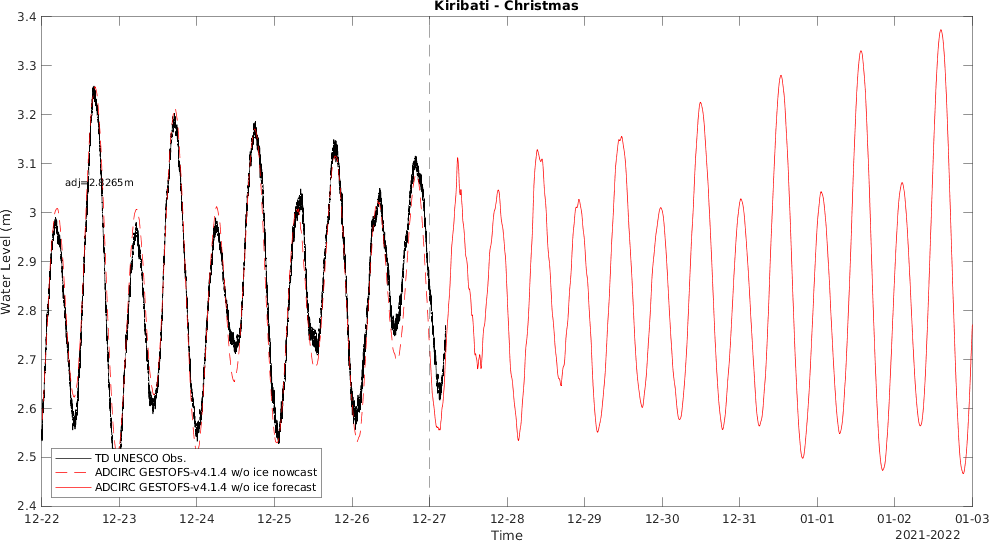 Kiribati - Christmas
3.4
3.3
3.2
3.1
3
2.9
2.8
2.7
2.6
2.5
2.4
Water Level (m)
adj=2.8265m
TD UNESCO Obs.
ADCIRC GESTOFS-v4.1.4 w/o ice nowcast
ADCIRC GESTOFS-v4.1.4 w/o ice forecast
12-22 12-23 12-24 12-25 12-26 12-27 12-28 12-29 12-30 12-31 01-01 01-02 01-03
Time
2021-2022